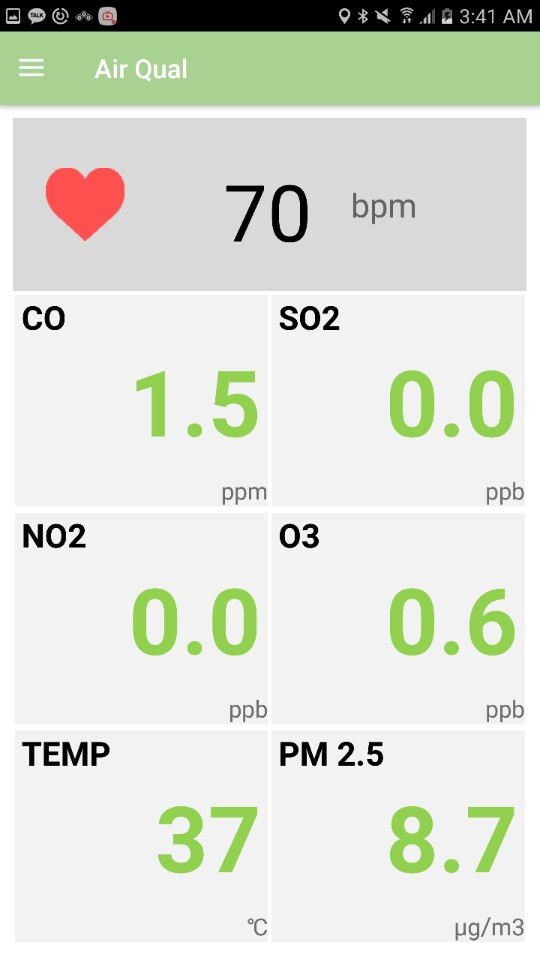 TALK 3:41 AM
Air Qual
70 bpm
CO
1.5
ppm
SO2
0.0
ppb
NO2
0.0
ppb
O3
0.6
ppb
TEMP
37
℃
PM 2.5
8.7
µg/m3